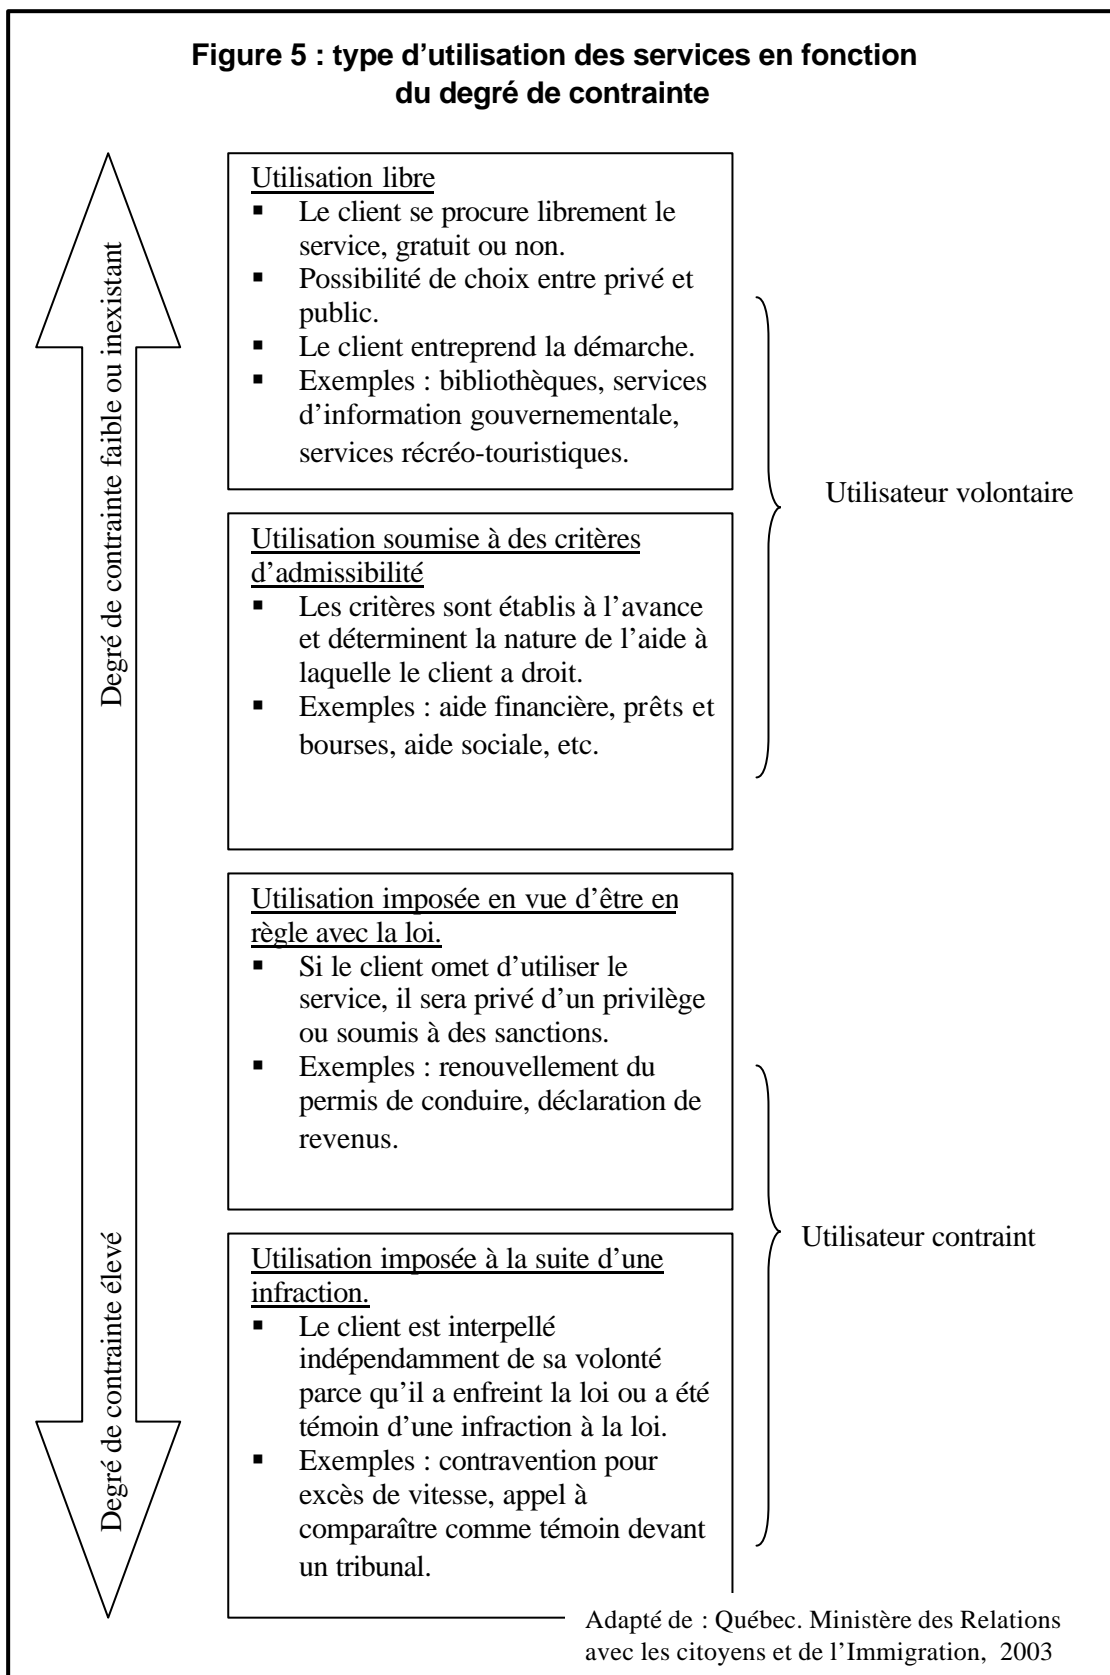 Figure 5 : type d’utilisation des services en fonction
du degré de contrainte
Degré de contrainte faible ou inexistant
Utilisation libre
▪ Le client se procure librement le
service, gratuit ou non.
▪ Possibilité de choix entre privé et
public.
▪ Le client entreprend la démarche.
▪ Exemples : bibliothèques, services
d’information gouvernementale,
services récréo-touristiques.
Utilisation soumise à des critères
d’admissibilité
▪ Les critères sont établis à l’avance
et déterminent la nature de l’aide à
laquelle le client a droit.
▪ Exemples : aide financière, prêts et
bourses, aide sociale, etc.
Utilisateur volontaire
Degré de contrainte élevé
Utilisation imposée en vue d’être en
règle avec la loi.
▪ Si le client omet d’utiliser le
service, il sera privé d’un privilège
ou soumis à des sanctions.
▪ Exemples : renouvellement du
permis de conduire, déclaration de
revenus.
Utilisation imposée à la suite d’une
infraction.
▪ Le client est interpellé
indépendamment de sa volonté
parce qu’il a enfreint la loi ou a été
témoin d’une infraction à la loi.
▪ Exemples : contravention pour
excès de vitesse, appel à
comparaître comme témoin devant
un tribunal.
Utilisateur contraint
Adapté de : Québec. Ministère des Relations
avec les citoyens et de l’Immigration, 2003